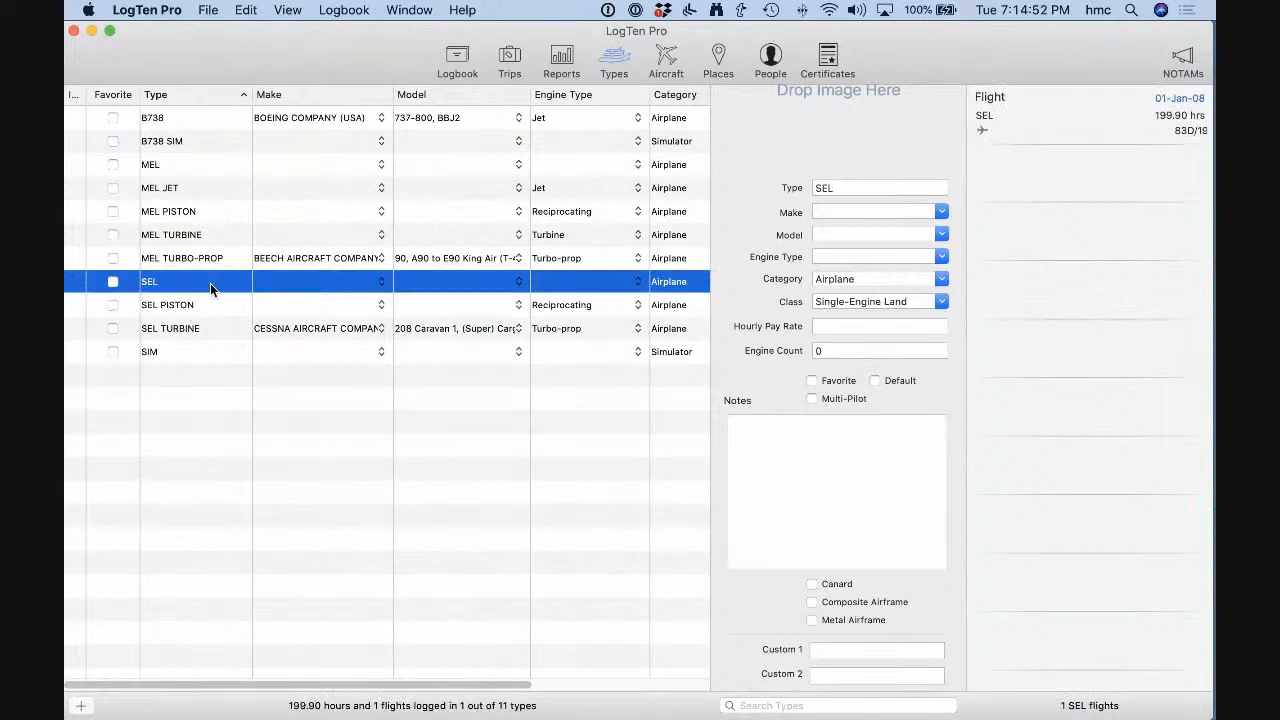 LogTen Pro File Edit View Logbook Window Help 100% Tue 7:14:52 PM hmc
LogTen Pro
Logbook Trips Reports Types Aircraft Places People Certificates NOTAMs
I... Favorite Type Make Model Engine Type Category
B738 BOEING COMPANY (USA) 737-800, BBJ2 Jet Airplane
B738 SIM Simulator
MEL Airplane
MEL JET Jet Airplane
MEL PISTON Reciprocating Airplane
MEL TURBINE Turbine Airplane
MEL TURBO-PROP BEECH AIRCRAFT COMPANY 90, A90 to E90 King Air (T-4 Turbo-prop Airplane
SEL Airplane
SEL PISTON Reciprocating Airplane
SEL TURBINE CESSNA AIRCRAFT COMPAN 208 Caravan 1, (Super) Carg Turbo-prop Airplane
SIM Simulator
Drop Image Here
Type SEL
Make
Model
Engine Type
Category Airplane
Class Single-Engine Land
Hourly Pay Rate
Engine Count 0
Favorite Default
Multi-Pilot
Notes
Canard
Composite Airframe
Metal Airframe
Custom 1
Custom 2
Flight 01-Jan-08
SEL 199.90 hrs
83D/19
199.90 hours and 1 flights logged in 1 out of 11 types
Search Types
1 SEL flights